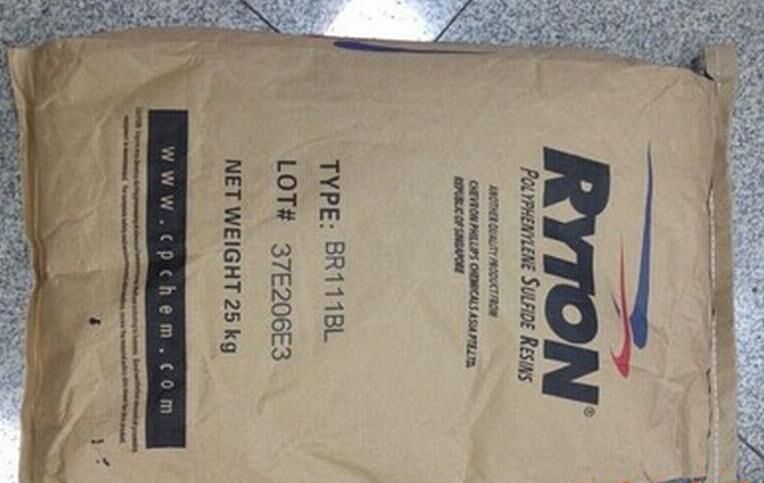 RYTON®
POLYPHENYLENE SULFIDE RESINS
ANOTHER QUALITY PRODUCT FROM
CHEVRON PHILLIPS CHEMICALS ASIA PTE. LTD.
REPUBLIC OF SINGAPORE
TYPE: BR111BL
LOT# 37E206E3
NET WEIGHT 25 kg
www.cpchem.com